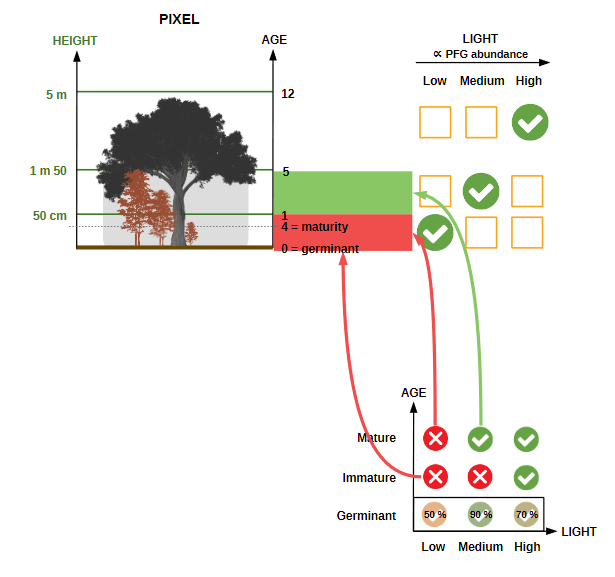 PIXEL
HEIGHT
AGE
LIGHT
∝ PFG abundance
Low Medium High
5 m
12
1 m 50
5
50 cm
1
4 = maturity
0 = germinant
AGE
Mature
Immature
Germinant
50 % 90 % 70 %
LIGHT
Low Medium High